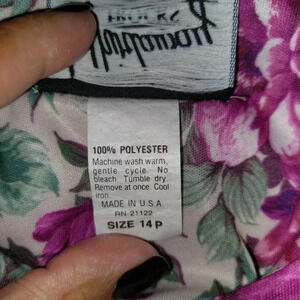 100% POLYESTER
Machine wash warm,
gentle cycle. No
bleach Tumble dry.
Remove at once Cool
iron
MADE IN U.S.A
RN 21122
SIZE 14P